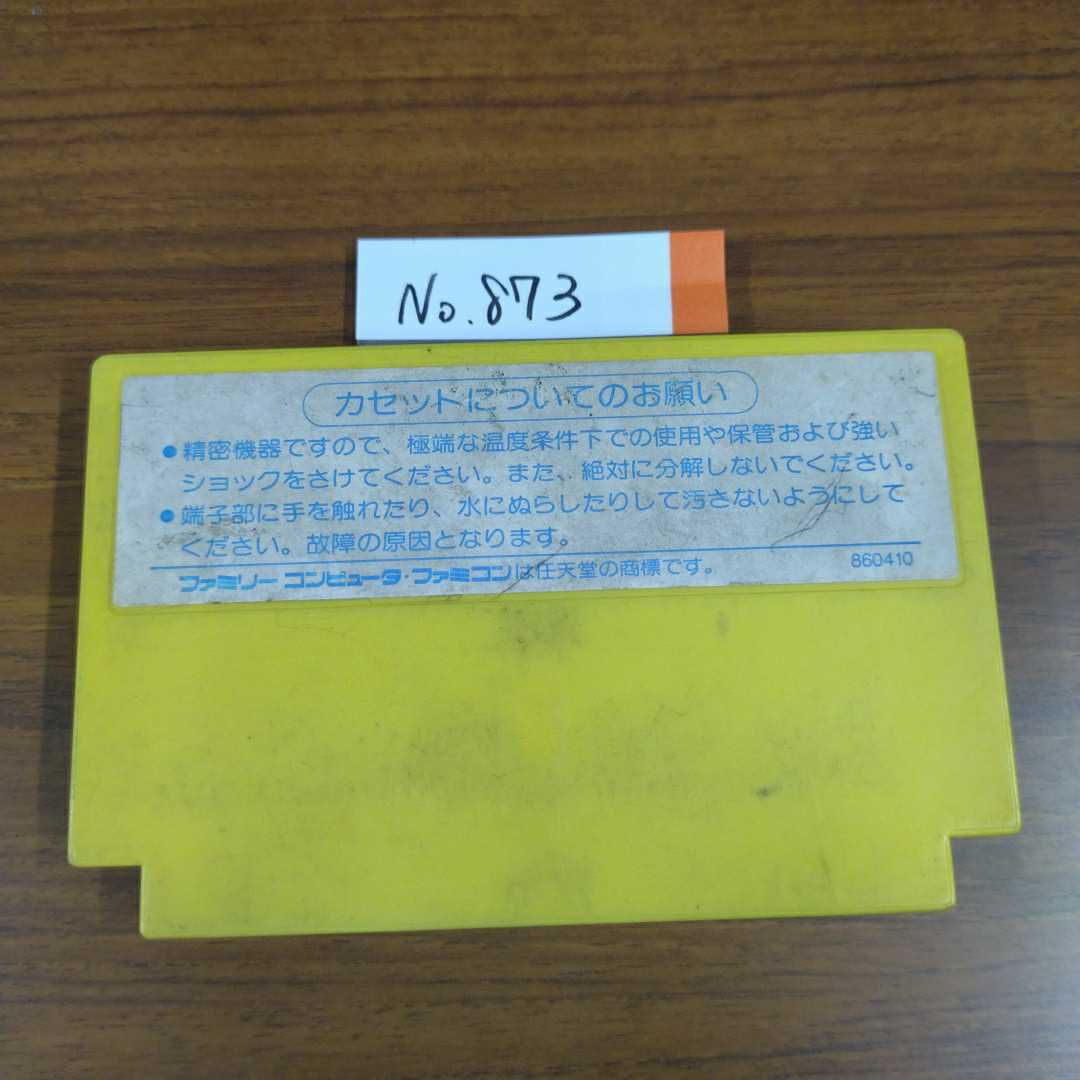 No.873
カセットについてのお願い
●精密機器ですので、極端な温度条件下での使用や保管および強い
ショックをさけてください。また、絶対に分解しないでください。
●端子部に手を触れたり、水にぬらしたりして汚さないようにして
ください。故障の原因となります。
ファミリーコンピュータ・ファミコンは任天堂の商標です。 860410